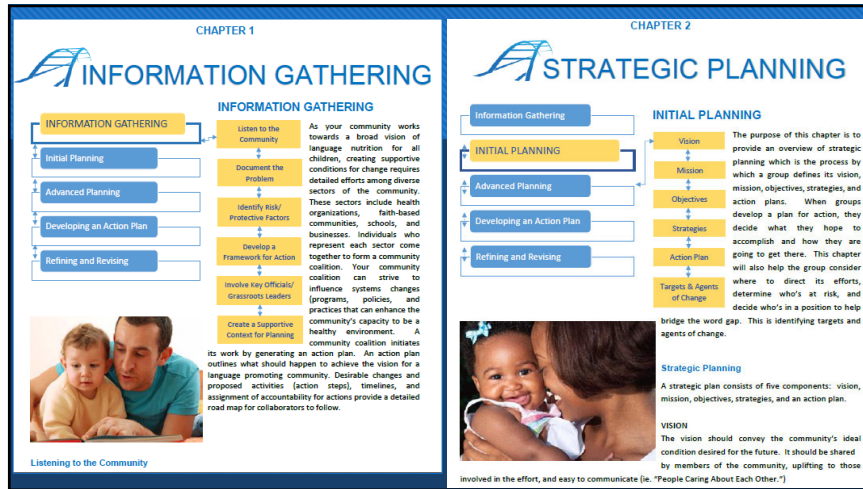 CHAPTER 1
INFORMATION GATHERING
INFORMATION GATHERING
Initial Planning
Advanced Planning
Developing an Action Plan
Refining and Revising
INFORMATION GATHERING
Listen to the
Community
Document the
Problem
Identify Risk/
Protective Factors
Develop a
Framework for Action
Involve Key Officials/
Grassroots Leaders
Create a Supportive
Context for Planning
As your community works
towards a broad vision of
language nutrition for all
children, creating supportive
conditions for change requires
detailed efforts among diverse
sectors of the community.
These sectors include health
organizations, faith-based
communities, schools, and
businesses. Individuals who
represent each sector come
together to form a community
coalition. Your community
coalition can strive to
influence systems changes
(programs, policies, and
practices that can enhance the
community's capacity to be a
healthy environment. A
community coalition initiates
its work by generating an action plan. An action plan
outlines what should happen to achieve the vision for a
language promoting community. Desirable changes and
proposed activities (action steps), timelines, and
assignment of accountability for actions provide a detailed
road map for collaborators to follow.
Listening to the Community
CHAPTER 2
STRATEGIC PLANNING
Information Gathering
INITIAL PLANNING
Advanced Planning
Developing an Action Plan
Refining and Revising
INITIAL PLANNING
Vision
Mission
Objectives
Strategies
Action Plan
Targets & Agents
of Change
The purpose of this chapter is to
provide an overview of strategic
planning which is the process by
which a group defines its vision,
mission, objectives, strategies, and
action plans. When groups
develop a plan for action, they
decide what they hope to
accomplish and how they are
going to get there. This chapter
will also help the group consider
where to direct its efforts,
determine who's at risk, and
decide who's in a position to help
bridge the word gap. This is identifying targets and
agents of change.
Strategic Planning
A strategic plan consists of five components: vision,
mission, objectives, strategies, and an action plan.
VISION
The vision should convey the community's ideal
condition desired for the future. It should be shared
by members of the community, uplifting to those
involved in the effort, and easy to communicate (ie. "People Caring About Each Other.")